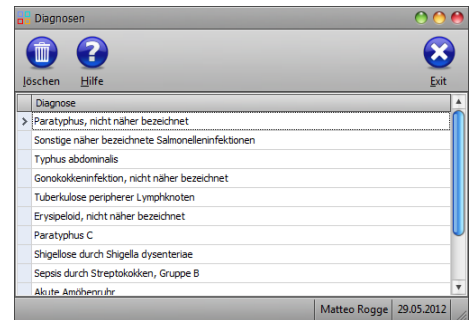 Diagnosen
löschen Hilfe Exit
Diagnose
Paratyphus, nicht näher bezeichnet
Sonstige näher bezeichnete Salmonelleninfektionen
Typhus abdominalis
Gonokokkeninfektion, nicht näher bezeichnet
Tuberkulose peripherer Lymphknoten
Erysipeloid, nicht näher bezeichnet
Paratyphus C
Shigellose durch Shigella dysenteriae
Sepsis durch Streptokokken, Gruppe B
Akute Amöbenruhr
Matteo Rogge 29.05.2012